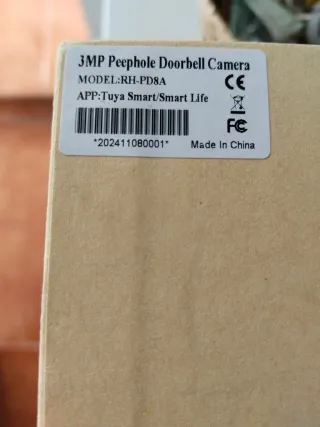 3MP Peephole Doorbell Camera
MODEL:RH-PD8A
APP:Tuya Smart/Smart Life
CE
FC
*202411080001*
Made In China